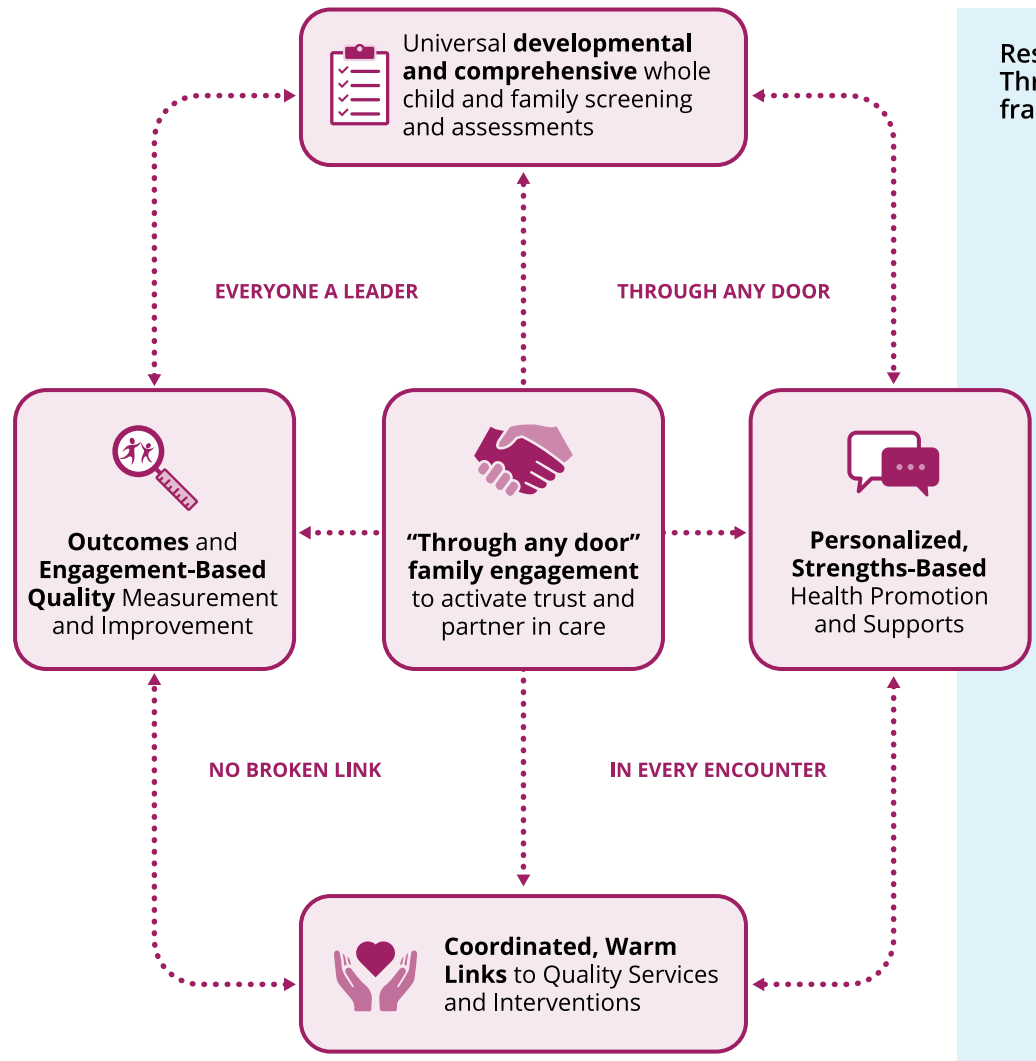 Universal developmental
and comprehensive whole
child and family screening
and assessments
EVERYONE A LEADER
THROUGH ANY DOOR
Outcomes and
Engagement-Based
Quality Measurement
and Improvement
“Through any door”
family engagement
to activate trust and
partner in care
Personalized,
Strengths-Based
Health Promotion
and Supports
NO BROKEN LINK
IN EVERY ENCOUNTER
Coordinated, Warm
Links to Quality Services
and Interventions